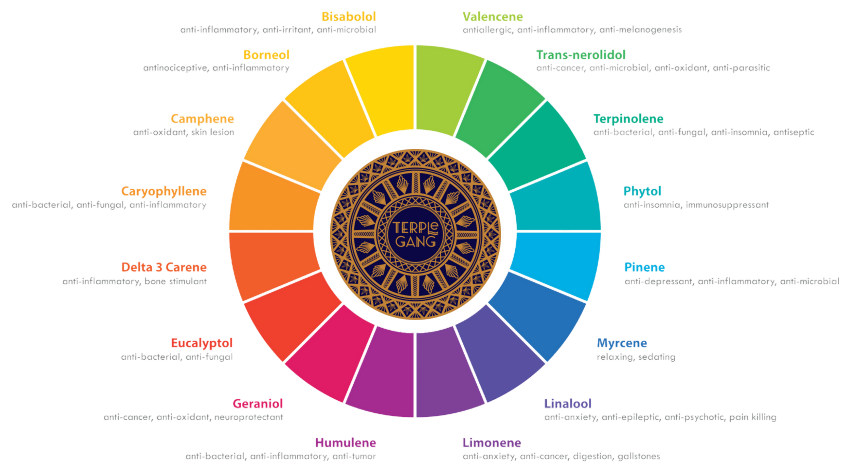 Bisabolol
anti-inflammatory, anti-irritant, anti-microbial
Valencene
antiallergic, anti-inflammatory, anti-melanogenesis
Borneol
antinociceptive, anti-inflammatory
Trans-nerolidol
anti-cancer, anti-microbial, anti-oxidant, anti-parasitic
Camphene
anti-oxidant, skin lesion
Terpinolene
anti-bacterial, anti-fungal, anti-insomnia, antiseptic
Caryophyllene
anti-bacterial, anti-fungal, anti-inflammatory
Phytol
anti-insomnia, immunosuppressant
TERPLE
GANG
Delta 3 Carene
anti-inflammatory, bone stimulant
Pinene
anti-depressant, anti-inflammatory, anti-microbial
Eucalyptol
anti-bacterial, anti-fungal
Myrcene
relaxing, sedating
Geraniol
anti-cancer, anti-oxidant, neuroprotectant
Linalool
anti-anxiety, anti-epileptic, anti-psychotic, pain killing
Humulene
anti-bacterial, anti-inflammatory, anti-tumor
Limonene
anti-anxiety, anti-cancer, digestion, gallstones